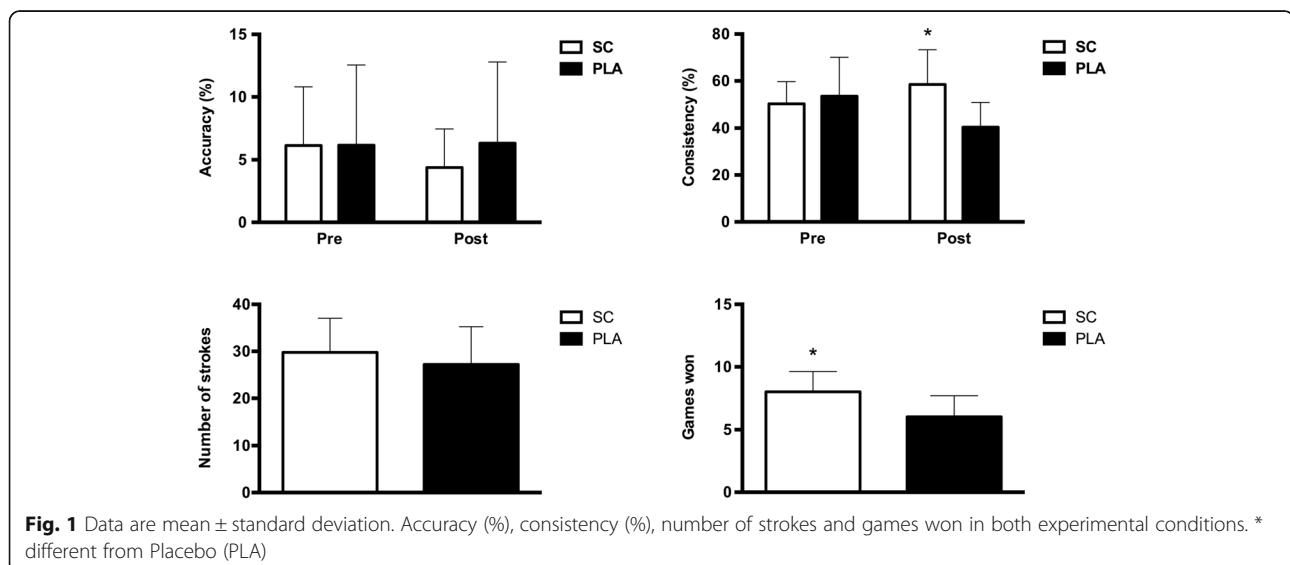 15
10
5
0
Accuracy (%)
Pre
Post
SC
PLA
80
60
40
20
0
Consistency (%)
*
Pre
Post
SC
PLA
40
30
20
10
0
Number of strokes
SC
PLA
15
10
5
0
Games won
*
SC
PLA
Fig. 1 Data are mean ± standard deviation. Accuracy (%), consistency (%), number of strokes and games won in both experimental conditions. *
different from Placebo (PLA)